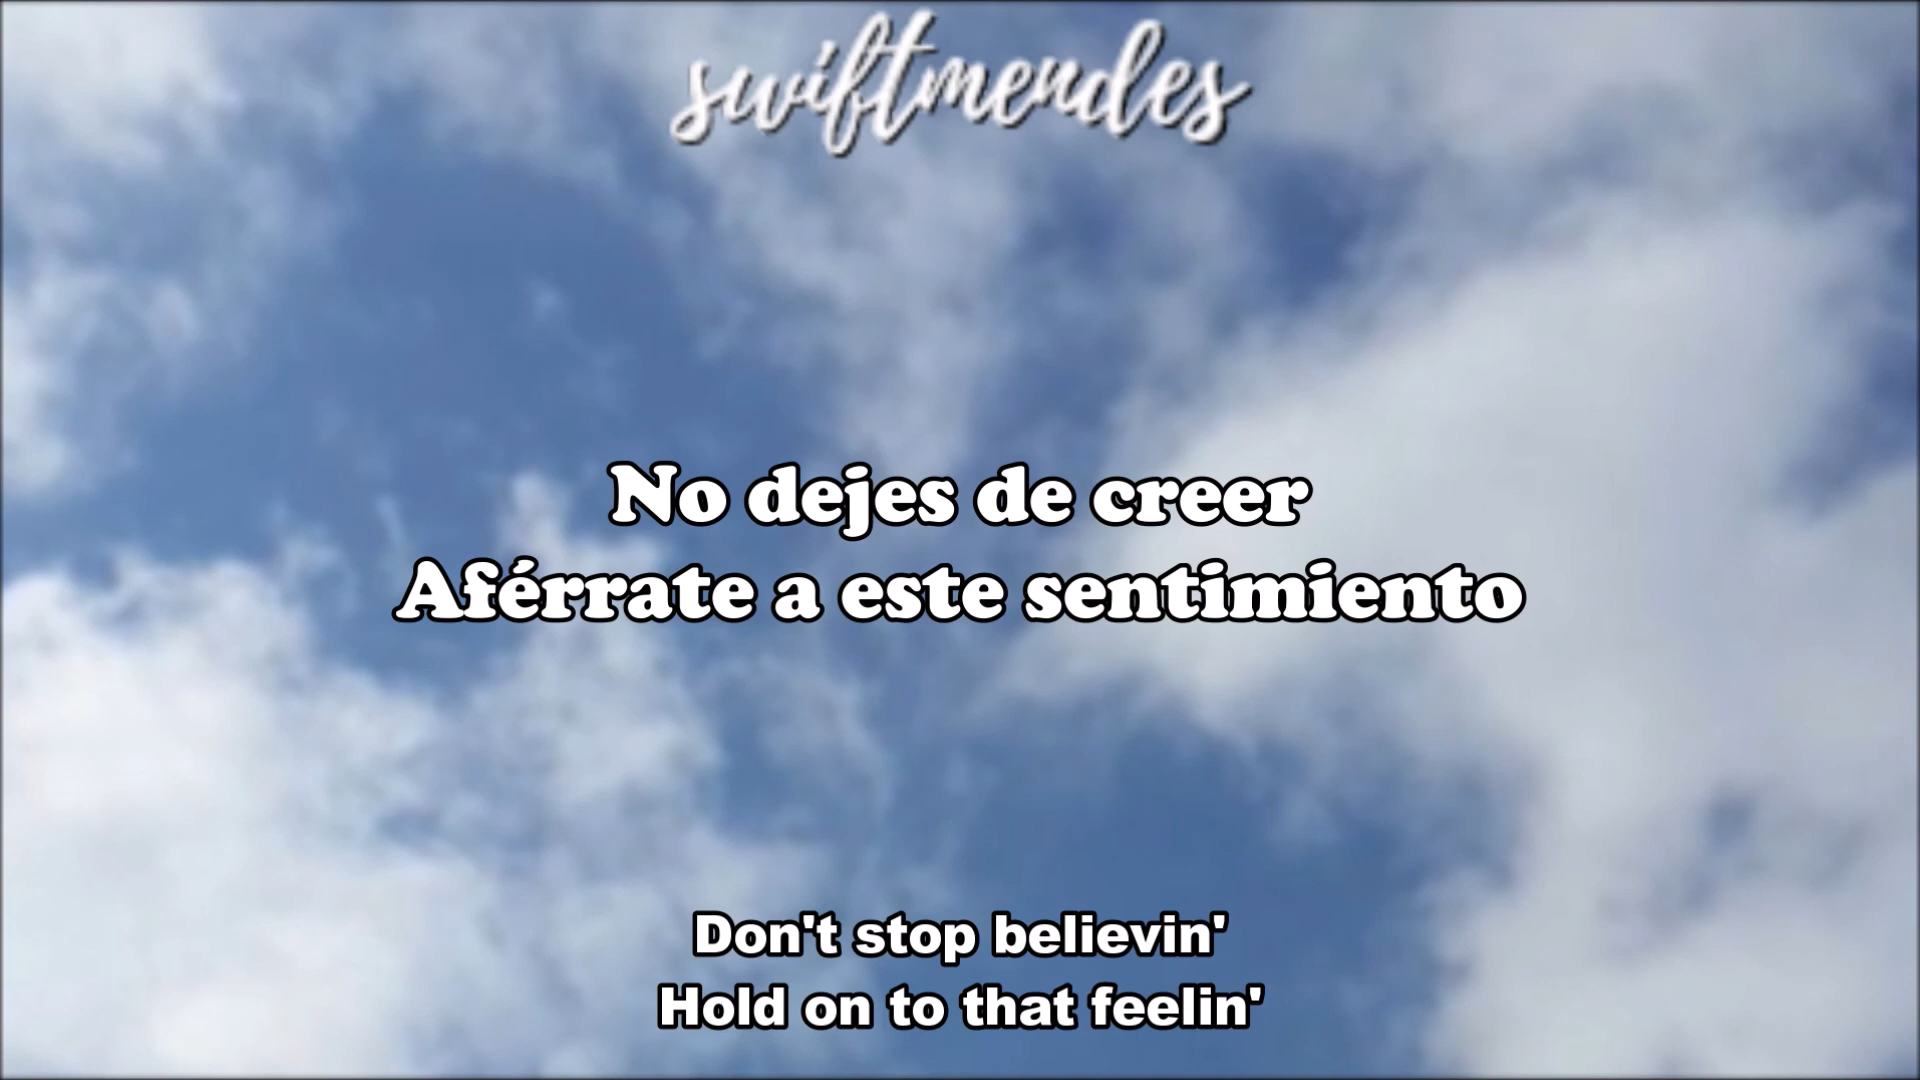 swiftmendes
No dejes de creer
Aférrate a este sentimiento
Don't stop believin'
Hold on to that feelin'